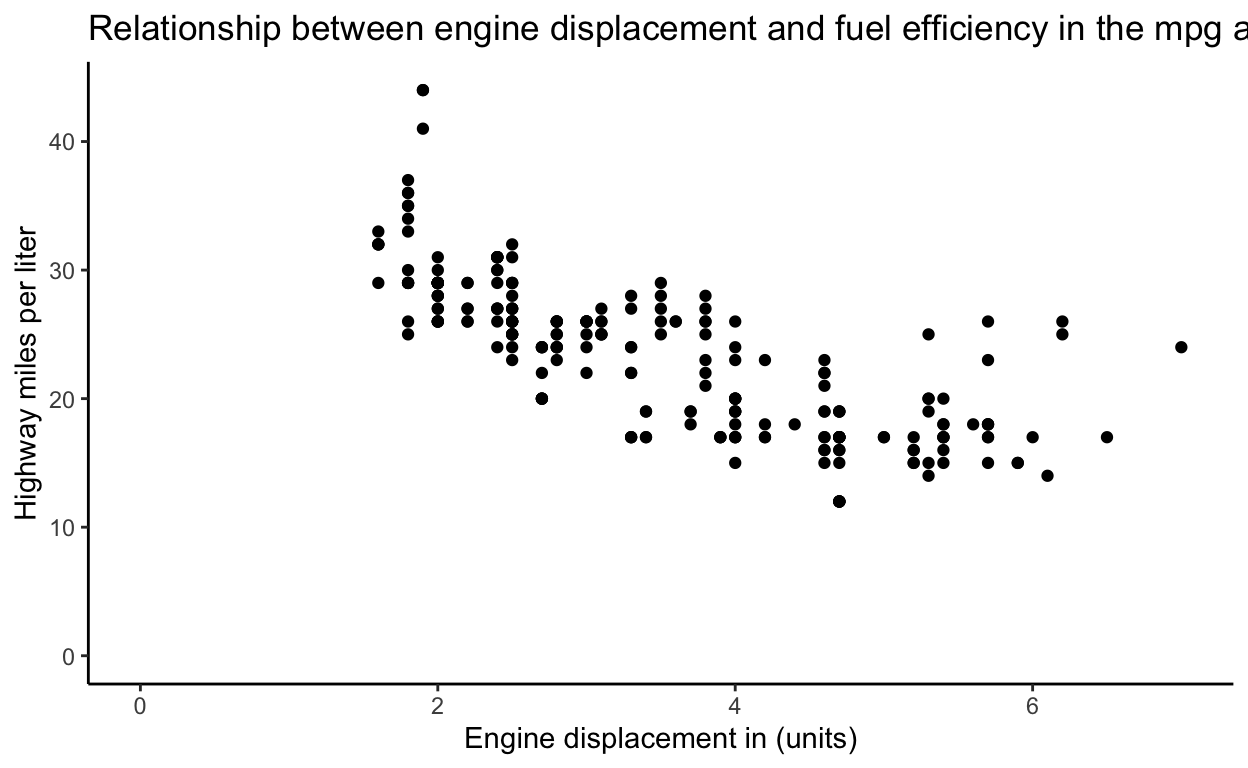 Relationship between engine displacement and fuel efficiency in the mpg a
40
30
20
10
0
Highway miles per liter
0 2 4 6
Engine displacement in (units)